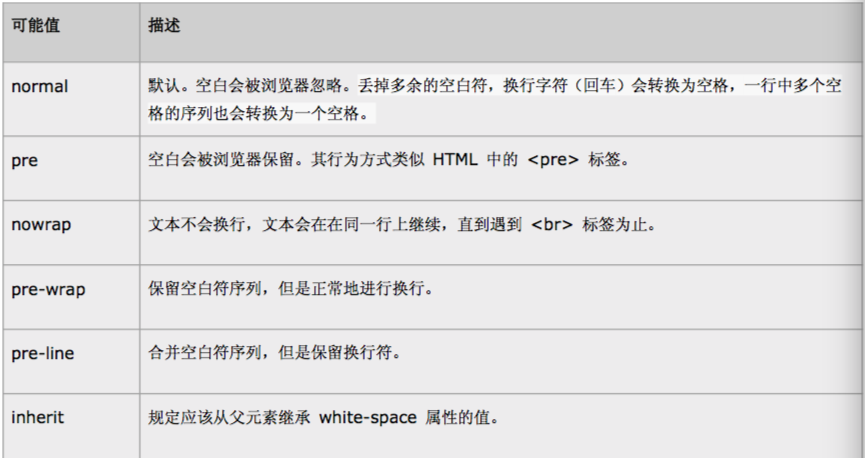 可能值 描述
normal 默认。空白会被浏览器忽略。丢掉多余的空白符，换行字符（回车）会转换为空格，一行中多个空
格的序列也会转换为一个空格。
pre 空白会被浏览器保留。其行为方式类似 HTML 中的 <pre> 标签。
nowrap 文本不会换行，文本会在在同一行上继续，直到遇到 <br> 标签为止。
pre-wrap 保留空白符序列，但是正常地进行换行。
pre-line 合并空白符序列，但是保留换行符。
inherit 规定应该从父元素继承 white-space 属性的值。